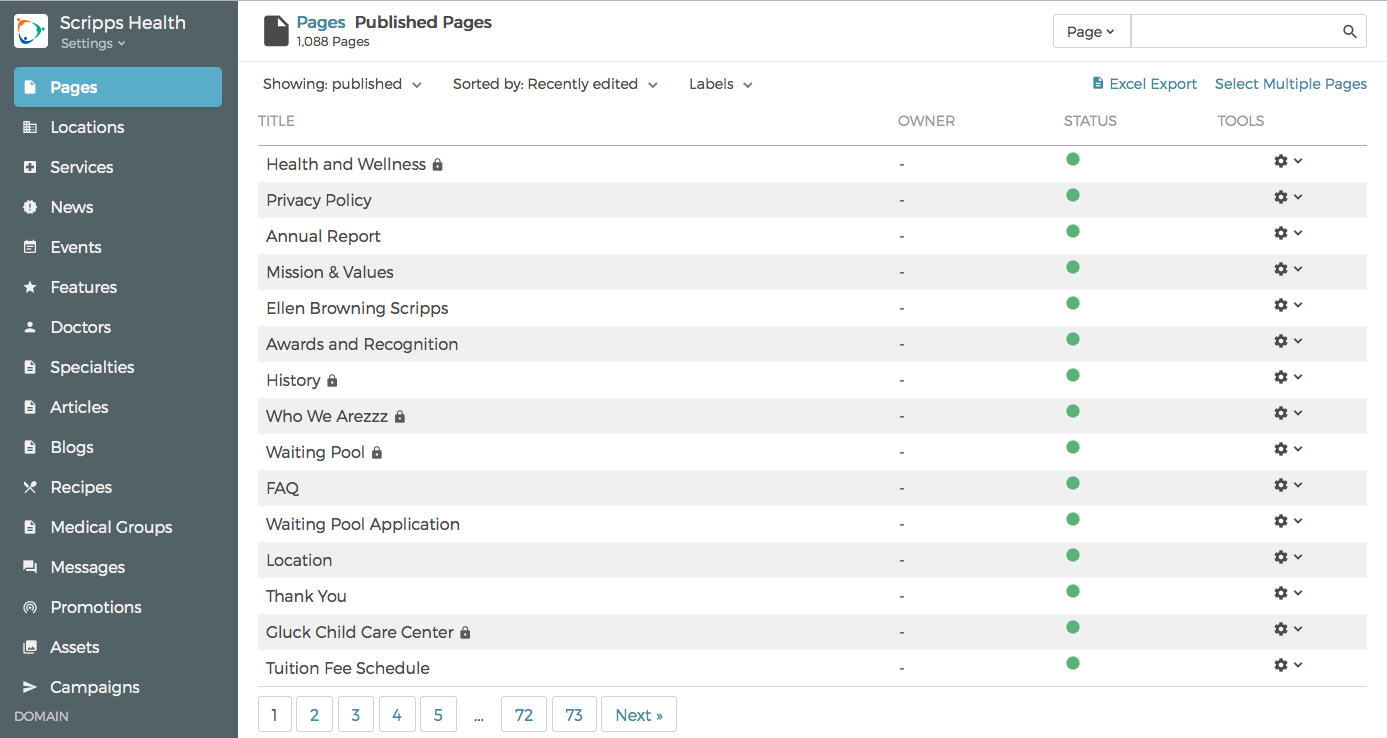 Scripps Health
Settings
Pages
Locations
Services
News
Events
Features
Doctors
Specialties
Articles
Blogs
Recipes
Medical Groups
Messages
Promotions
Assets
Campaigns
DOMAIN
Pages Published Pages
1,088 Pages
Page
Showing: published Sorted by: Recently edited Labels Excel Export Select Multiple Pages
TITLE OWNER STATUS TOOLS
Health and Wellness -
Privacy Policy -
Annual Report -
Mission & Values -
Ellen Browning Scripps -
Awards and Recognition -
History -
Who We Arezzz -
Waiting Pool -
FAQ -
Waiting Pool Application -
Location -
Thank You -
Gluck Child Care Center -
Tuition Fee Schedule -
1 2 3 4 5 ... 72 73 Next »